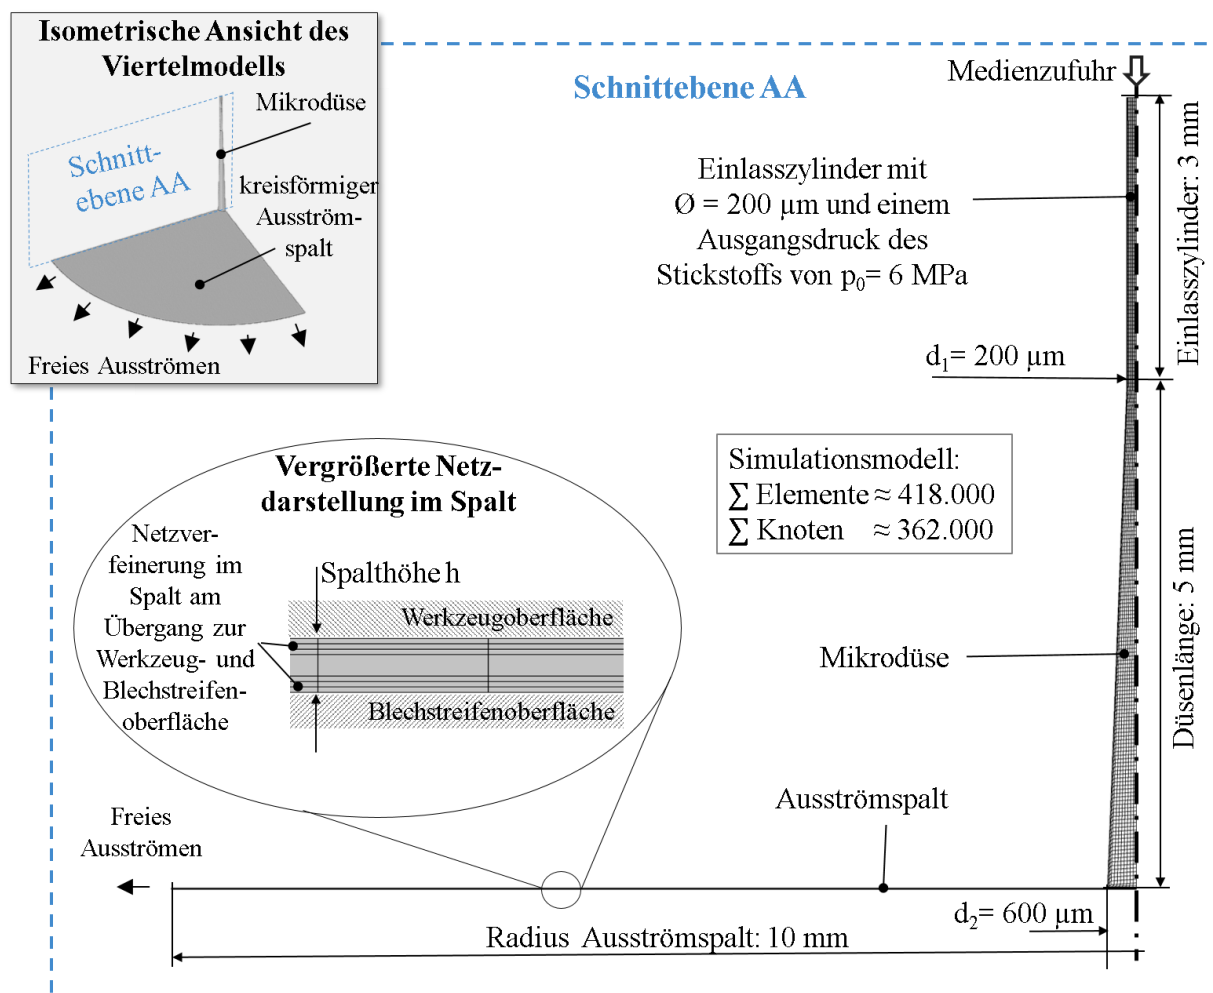 Isometrische Ansicht des
Viertelmodells
Mikrodüse
Schnitt-
ebene AA
kreisförmiger
Ausström-
spalt
Freies Ausströmen
Schnittebene AA
Medienzufuhr
Einlasszylinder mit
Ø = 200 µm und einem
Ausgangsdruck des
Stickstoffs von p₀= 6 MPa
Einlasszylinder: 3 mm
d₁= 200 µm
Simulationsmodell:
∑ Elemente ≈ 418.000
∑ Knoten ≈ 362.000
Vergrößerte Netz-
darstellung im Spalt
Netzver-
feinerung im
Spalt am
Übergang zur
Werkzeug- und
Blechstreifen-
oberfläche
Spalthöhe h
Werkzeugoberfläche
Blechstreifenoberfläche
Mikrodüse
Düsenlänge: 5 mm
Ausströmspalt
Freies
Ausströmen
d₂= 600 µm
Radius Ausströmspalt: 10 mm